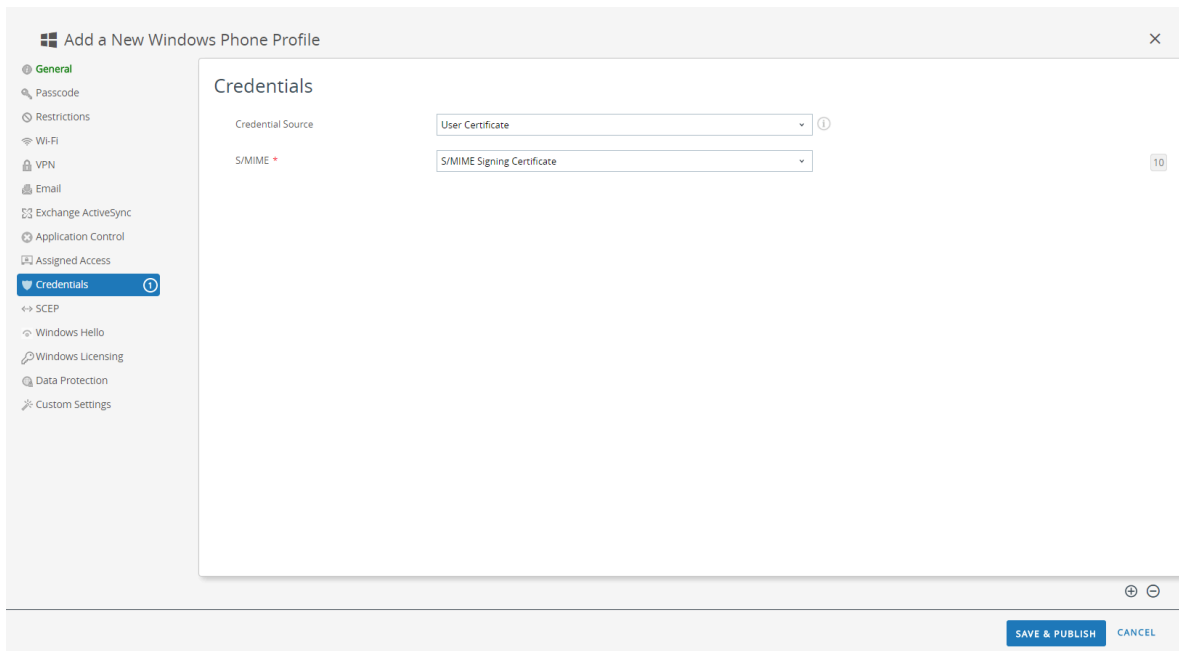 Add a New Windows Phone Profile
General
Passcode
Restrictions
Wi-Fi
VPN
Email
Exchange ActiveSync
Application Control
Assigned Access
Credentials 1
SCEP
Windows Hello
Windows Licensing
Data Protection
Custom Settings
Credentials
Credential Source User Certificate
S/MIME * S/MIME Signing Certificate 10
SAVE & PUBLISH CANCEL